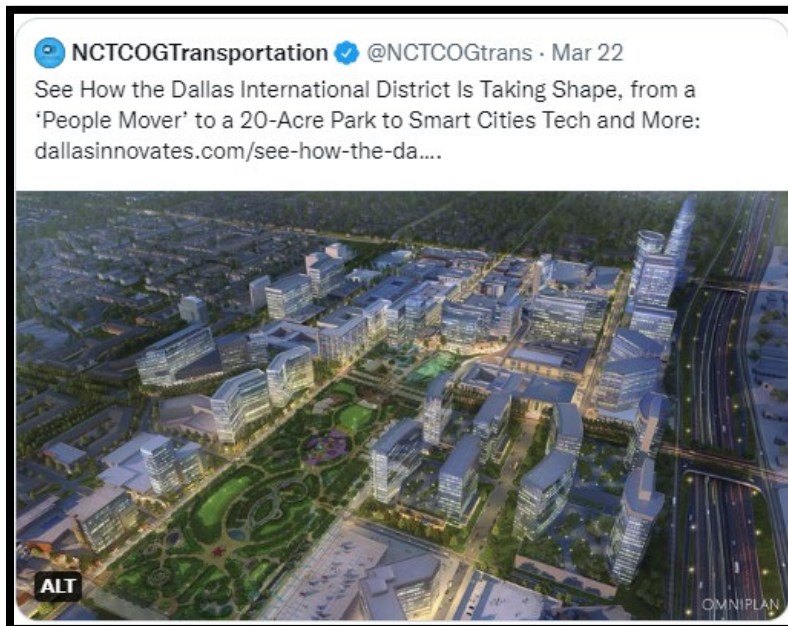 NCTCOGTransportation @NCTCOGtrans · Mar 22
See How the Dallas International District Is Taking Shape, from a
‘People Mover’ to a 20-Acre Park to Smart Cities Tech and More:
dallasinnovates.com/see-how-the-da....
ALT
OMNIPLAN